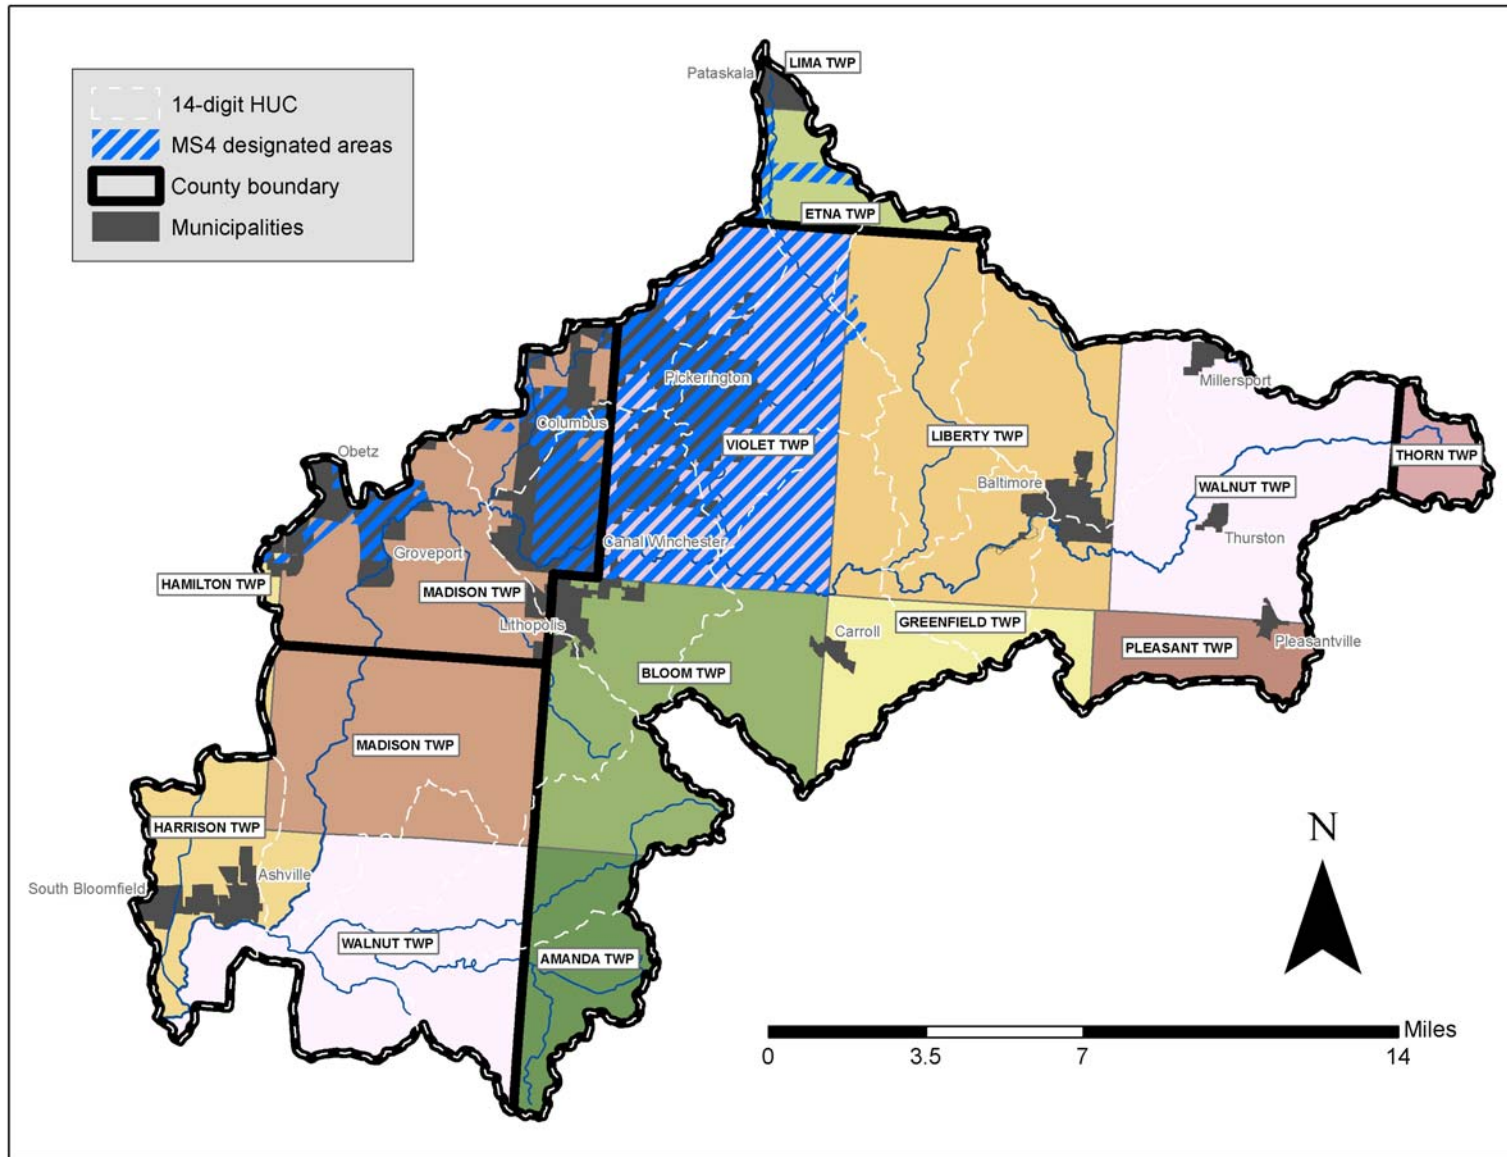 14-digit HUC
MS4 designated areas
County boundary
Municipalities
Pataskala
LIMA TWP
ETNA TWP
Pickerington
Millersport
Columbus
VIOLET TWP
LIBERTY TWP
Obetz
THORN TWP
Baltimore
WALNUT TWP
Thurston
Groveport
Canal Winchester
HAMILTON TWP
MADISON TWP
Lithopolis
Carroll
GREENFIELD TWP
PLEASANT TWP
Pleasantville
BLOOM TWP
MADISON TWP
HARRISON TWP
South Bloomfield
Ashville
WALNUT TWP
AMANDA TWP
N
Miles
0 3.5 7 14